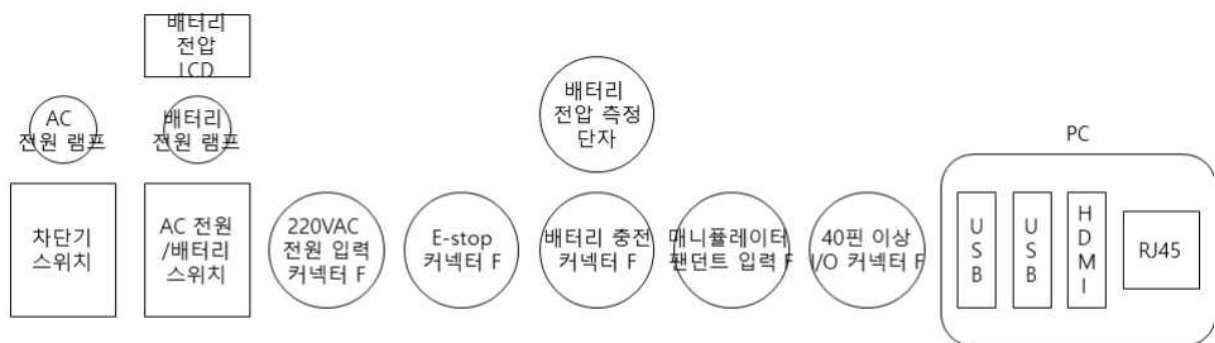 배터리
전압
LCD
AC
전원 램프
배터리
전원 램프
배터리
전압 측정
단자
PC
차단기
스위치
AC 전원
/배터리
스위치
220VAC
전원 입력
커넥터 F
E-stop
커넥터 F
배터리 충전
커넥터 F
매니퓰레이터
팬던트 입력 F
40핀 이상
I/O 커넥터 F
USB
USB
HDMI
RJ45